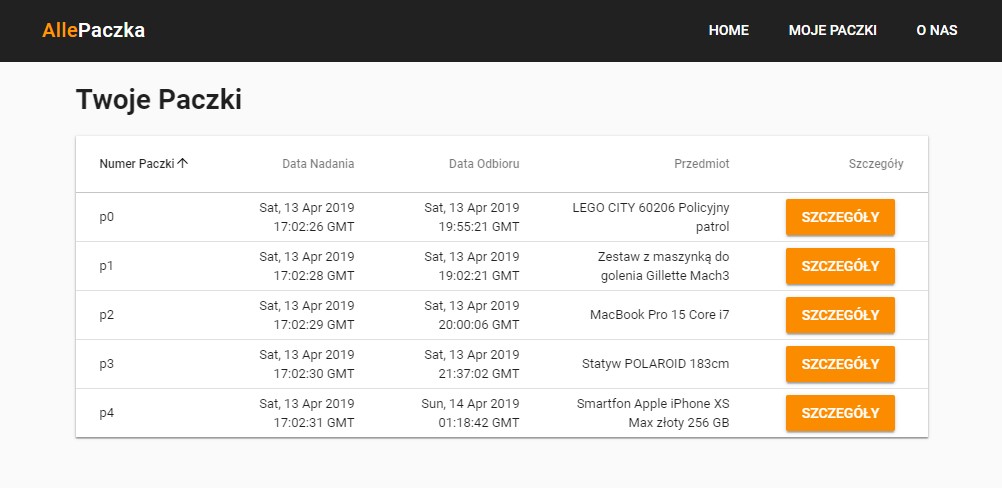 AllePaczka HOME MOJE PACZKI O NAS
Twoje Paczki
Numer Paczki Data Nadania Data Odbioru Przedmiot Szczegóły
p0 Sat, 13 Apr 2019 17:02:26 GMT Sat, 13 Apr 2019 19:55:21 GMT LEGO CITY 60206 Policyjny patrol SZCZEGÓŁY
p1 Sat, 13 Apr 2019 17:02:28 GMT Sat, 13 Apr 2019 19:02:21 GMT Zestaw z maszynką do golenia Gillette Mach3 SZCZEGÓŁY
p2 Sat, 13 Apr 2019 17:02:29 GMT Sat, 13 Apr 2019 20:00:06 GMT MacBook Pro 15 Core i7 SZCZEGÓŁY
p3 Sat, 13 Apr 2019 17:02:30 GMT Sat, 13 Apr 2019 21:37:02 GMT Statyw POLAROID 183cm SZCZEGÓŁY
p4 Sat, 13 Apr 2019 17:02:31 GMT Sun, 14 Apr 2019 01:18:42 GMT Smartfon Apple iPhone XS Max złoty 256 GB SZCZEGÓŁY